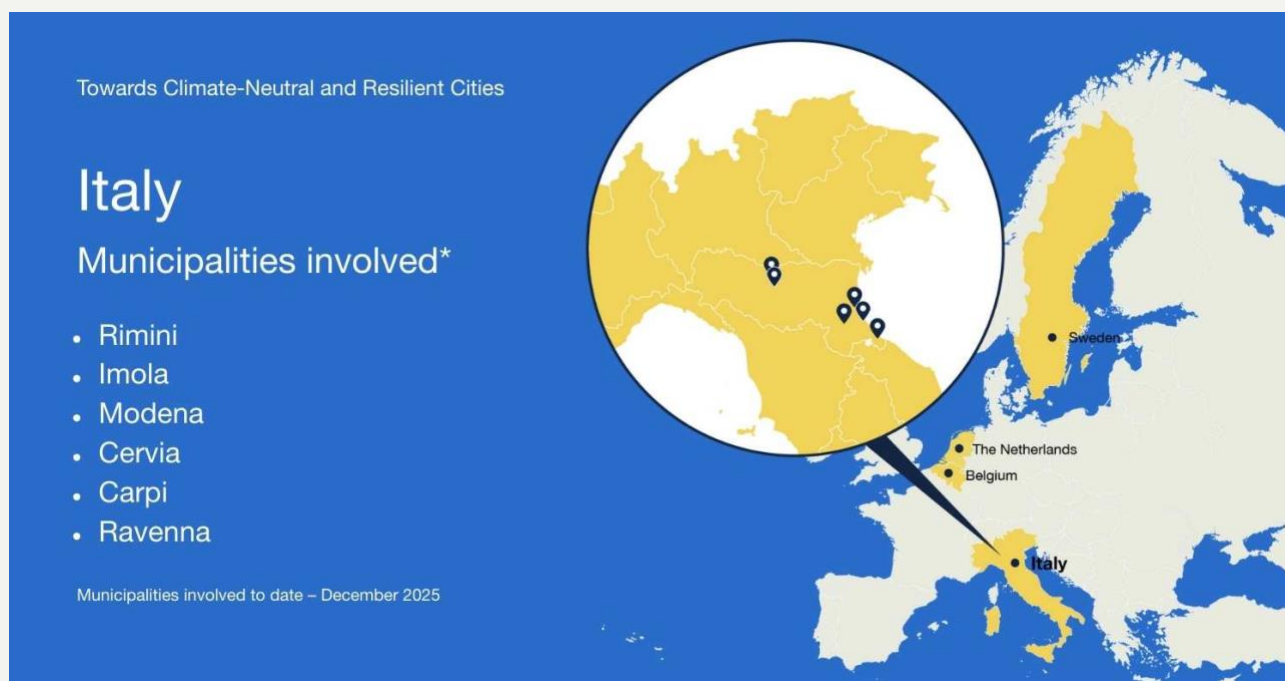 Towards Climate-Neutral and Resilient Cities
Italy
Municipalities involved*
• Rimini
• Imola
• Modena
• Cervia
• Carpi
• Ravenna
Municipalities involved to date – December 2025
Sweden
The Netherlands
Belgium
Italy